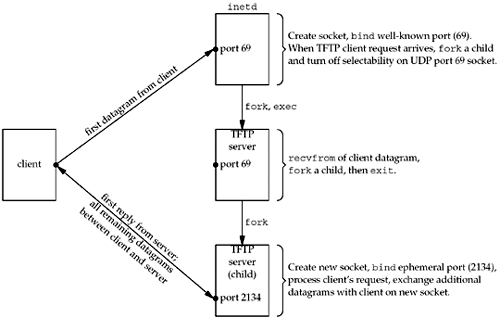 inetd
port 69
Create socket, bind well-known port (69).
When TFTP client request arrives, fork a child
and turn off selectability on UDP port 69 socket.
first datagram from client
fork, exec
client
TFTP
server
port 69
recvfrom of client datagram,
fork a child, then exit.
first reply from server;
all remaining datagrams
between client and server
fork
TFTP
server
(child)
port 2134
Create new socket, bind ephemeral port (2134),
process client's request, exchange additional
datagrams with client on new socket.